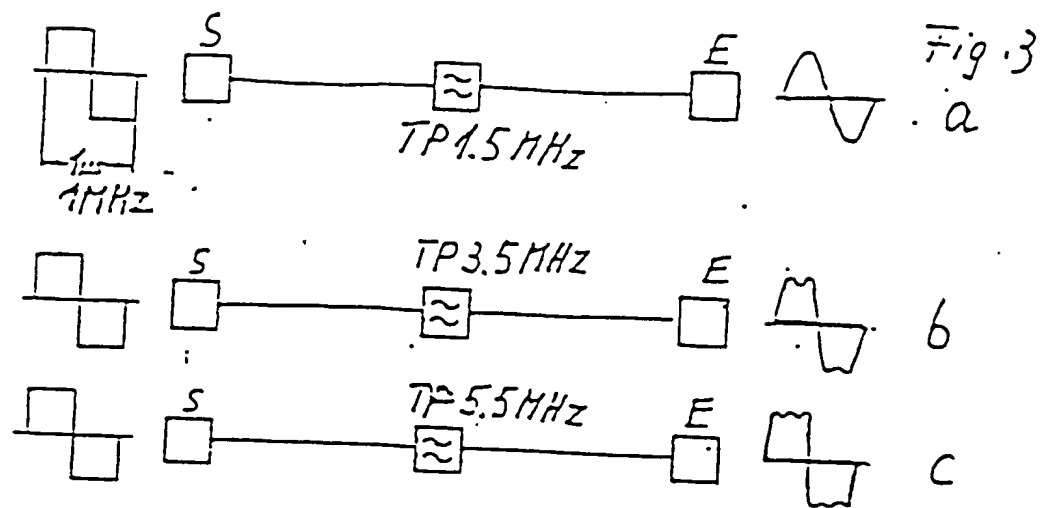 S E Fig.3
TP1.5MHz a
1MHz
S TP3.5MHz E
b
S TP5.5MHz E
c